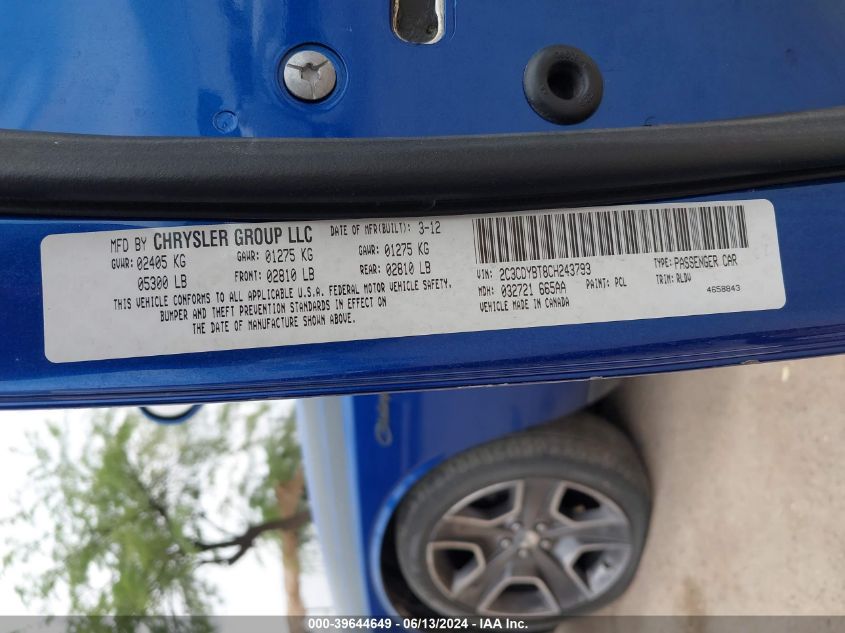 MFD BY CHRYSLER GROUP LLC
DATE OF MFR(BUILT): 3-12
GVWR: 02405 KG
GAWR: 01275 KG
GAWR: 01275 KG
05300 LB
FRONT: 02810 LB
REAR: 02810 LB
THIS VEHICLE CONFORMS TO ALL APPLICABLE U.S.A. FEDERAL MOTOR VEHICLE SAFETY,
BUMPER AND THEFT PREVENTION STANDARDS IN EFFECT ON
THE DATE OF MANUFACTURE SHOWN ABOVE.
VIN: 2C3CDYBT8CH243793
TYPE: PASSENGER CAR
MDH: 032721 665AA
PAINT: PCL
TRIM: RLDV
VEHICLE MADE IN CANADA
4658843
000-39644649 - 06/13/2024 - IMS, TX